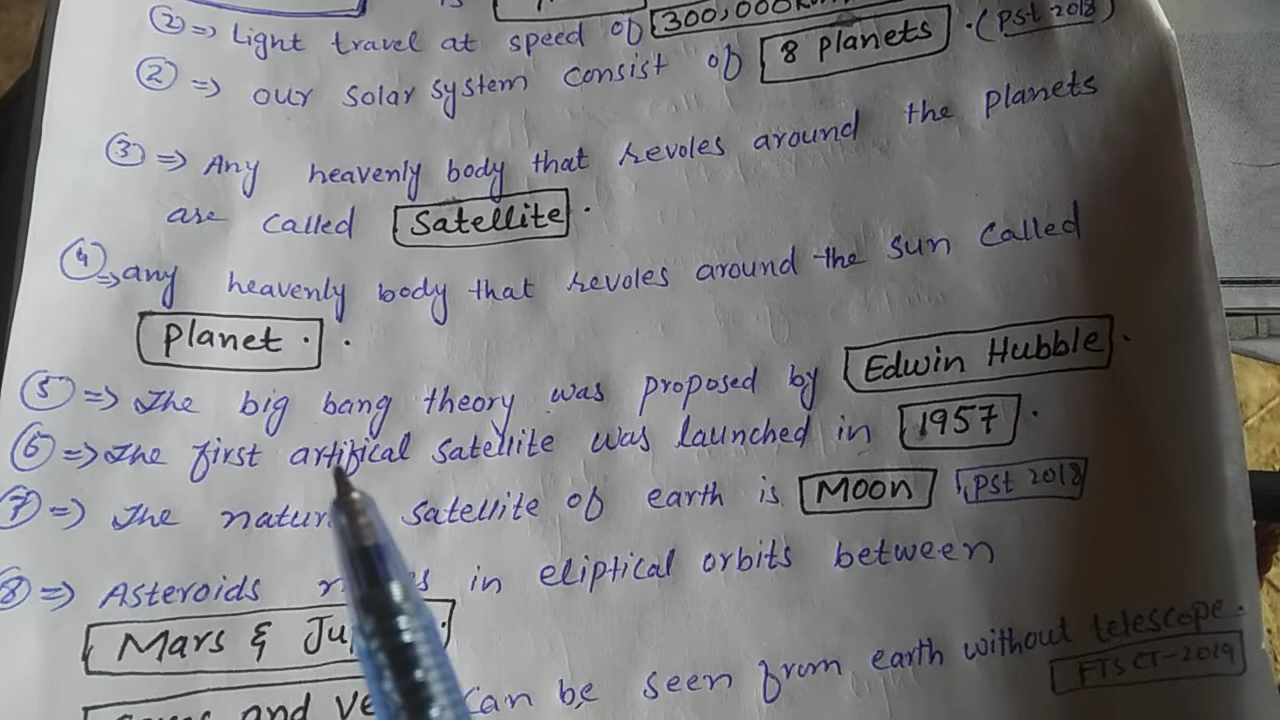 ② => Light travel at speed of 300,000
② => our solar system consist of 8 planets . (Pst 2018)
③ => Any heavenly body that revoles around the planets
are called Satellite .
④ => any heavenly body that revoles around the sun called
Planet . .
⑤ => The big bang theory was proposed by Edwin Hubble .
⑥ => The first artifical satellite was launched in 1957 .
⑦ => The satellite of earth is Moon Pst 2018
⑧ => Asteroids in eliptical orbits between
Mars &
and can be seen from earth without telescope.
FTS CT-2019